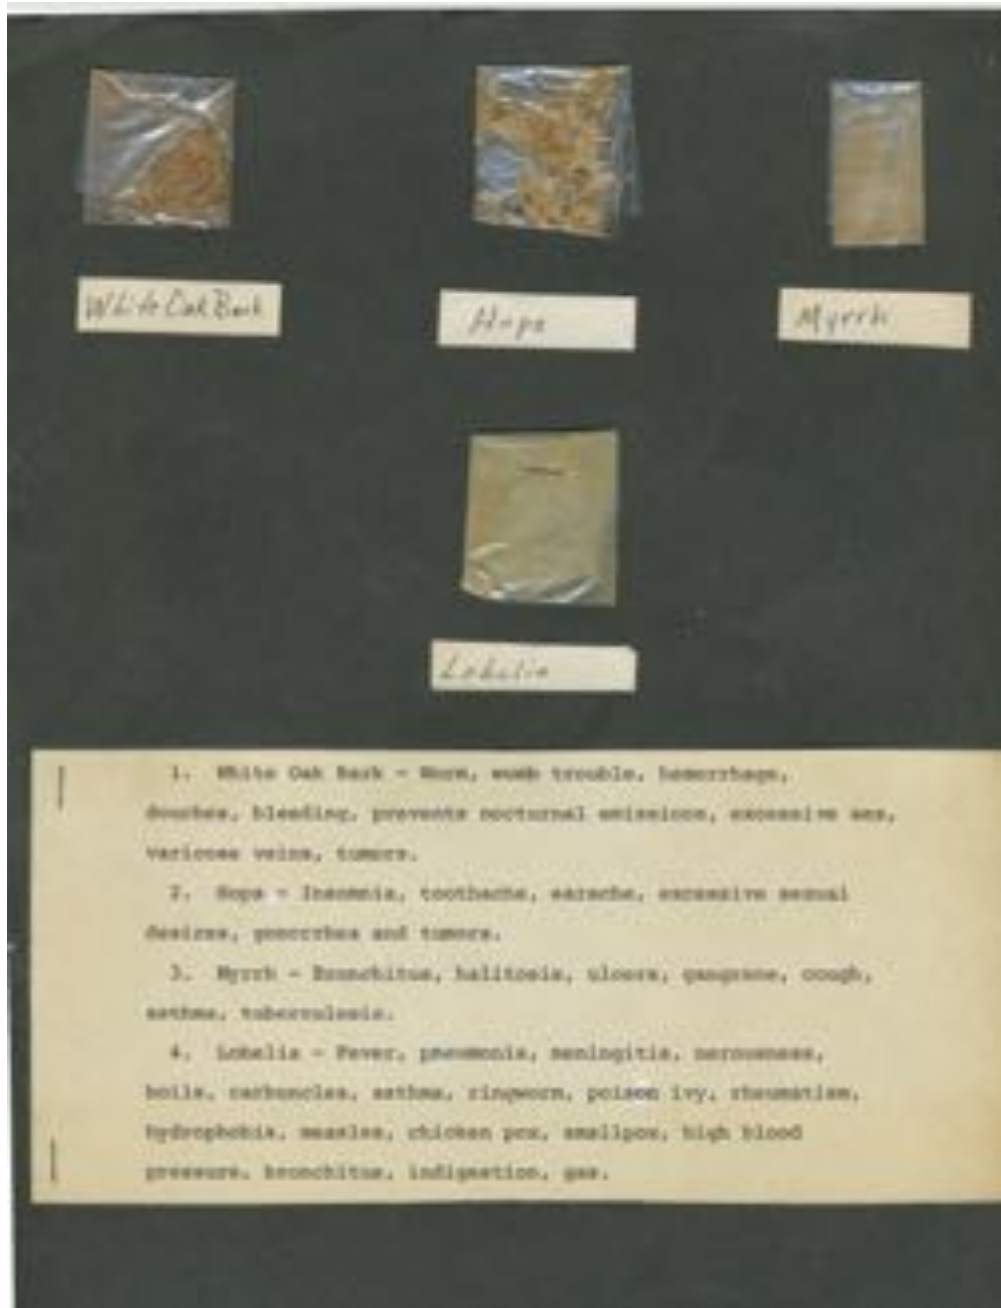 White Oak Bark
Hops
Myrrh
Lobelia
1. White Oak Bark - Worm, womb trouble, hemorrhage,
douches, bleeding, prevents nocturnal emissions, excessive sex,
varicose veins, tumors.
2. Hops - Insomnia, toothache, earache, excessive sexual
desires, gonorrhea and tumors.
3. Myrrh - Bronchitus, halitosis, ulcers, gangrene, cough,
asthma, tuberculosis.
4. Lobelia - Fever, pneumonia, meningitis, nerousness,
boils, carbuncles, asthma, ringworm, poison ivy, rheumatism,
hydrophobia, measles, chicken pox, smallpox, high blood
pressure, bronchitus, indigestion, gas.